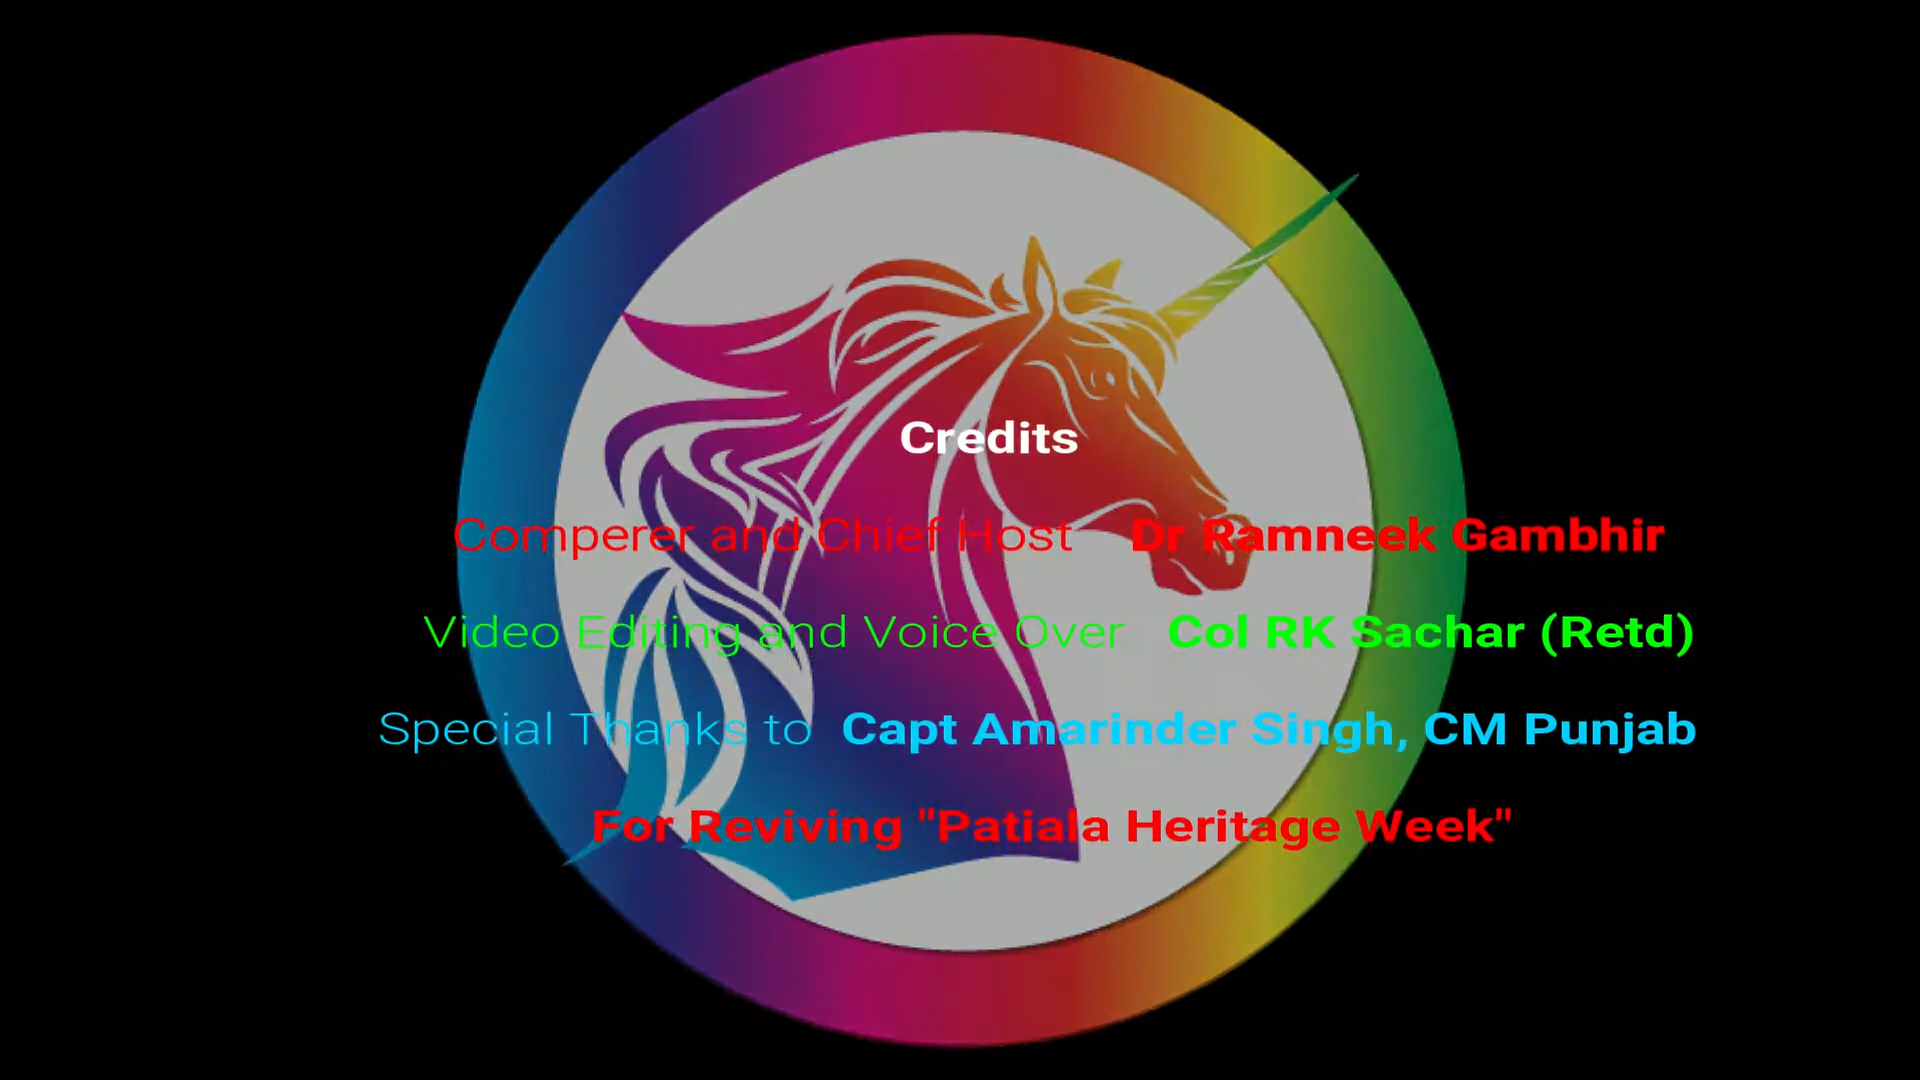 Credits
Comperer and Chief Host Dr Ramneek Gambhir
Video Editing and Voice Over Col RK Sachar (Retd)
Special Thanks to Capt Amarinder Singh, CM Punjab
For Reviving "Patiala Heritage Week"